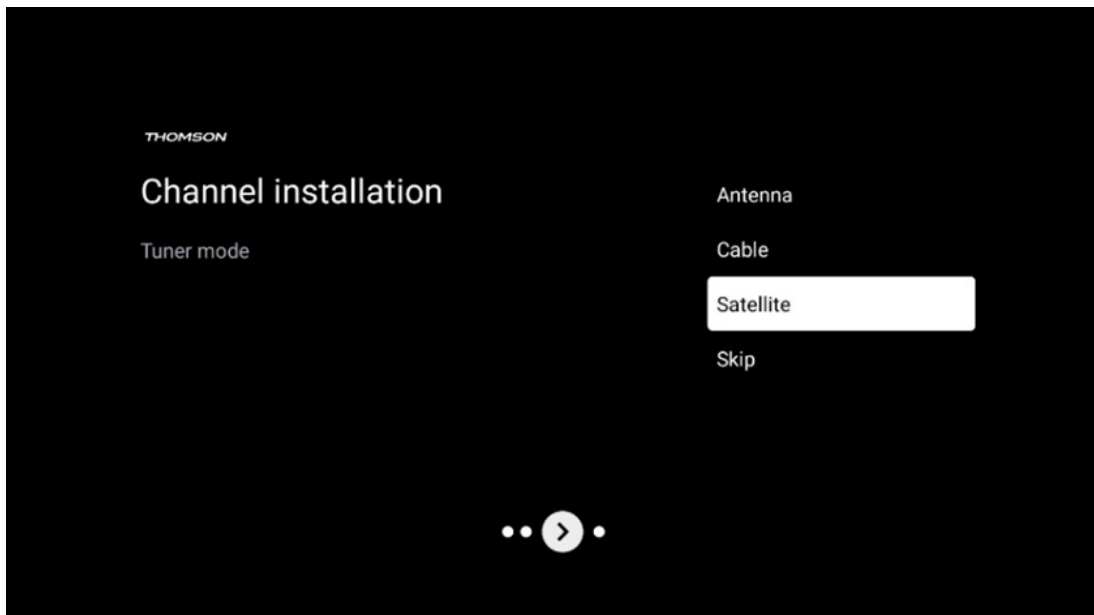 THOMSON
Channel installation
Tuner mode
Antenna
Cable
Satellite
Skip